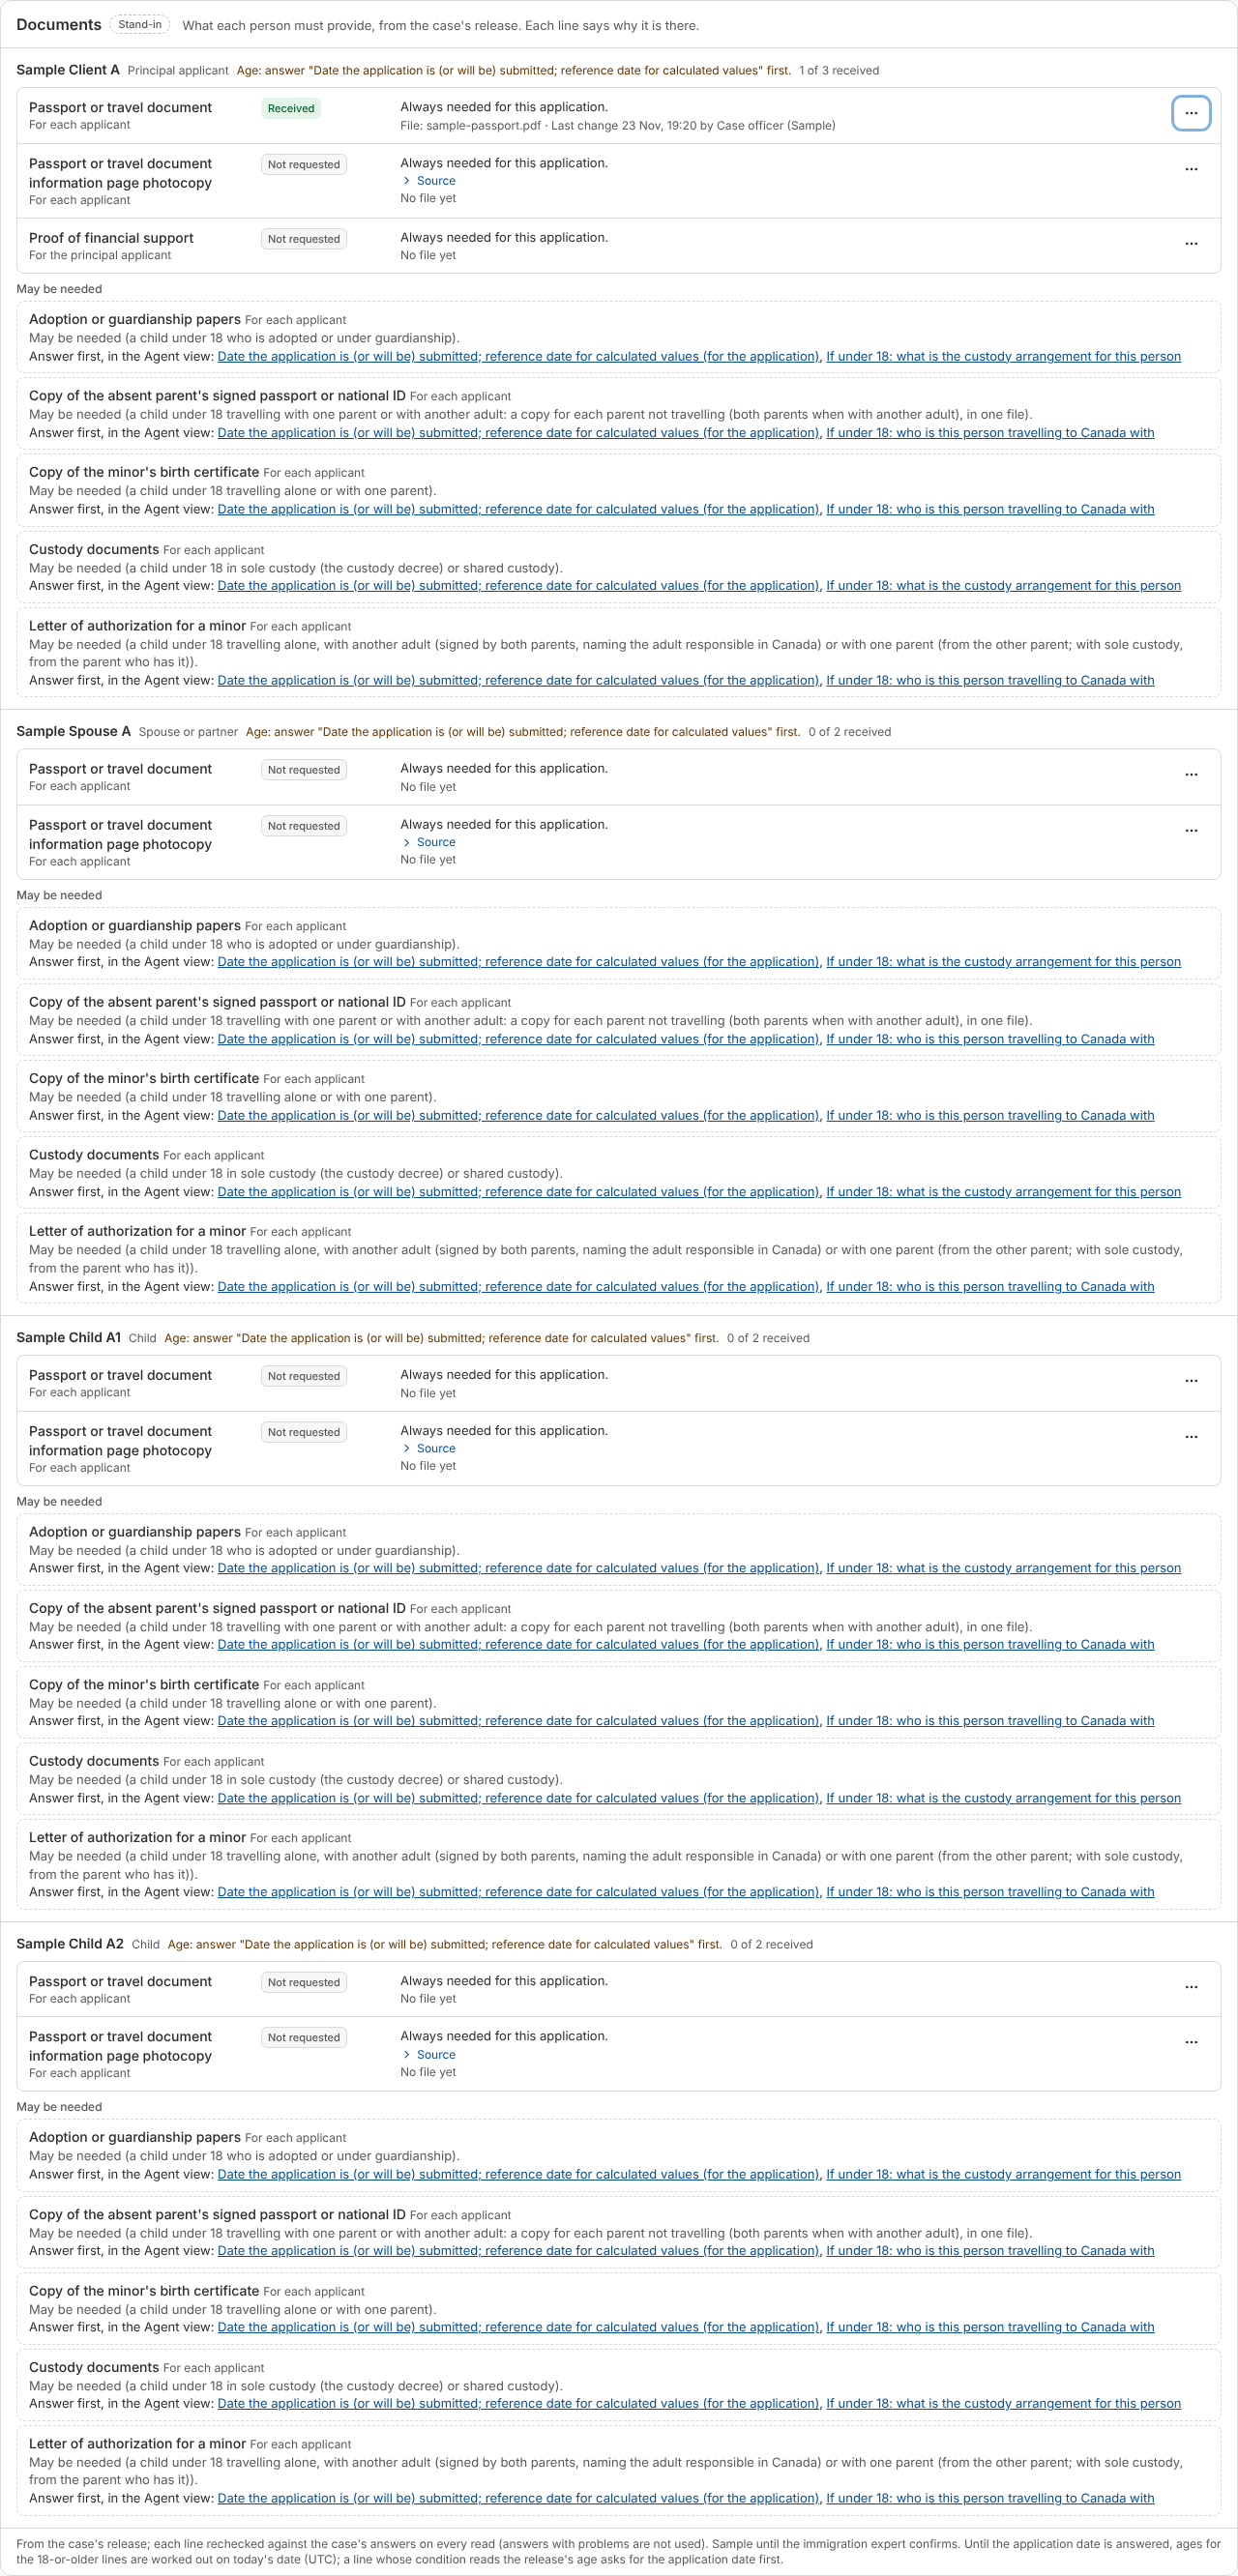 Documents Stand-in What each person must provide, from the case's release. Each line says why it is there.
Sample Client A Principal applicant Age: answer "Date the application is (or will be) submitted; reference date for calculated values" first. 1 of 3 received
Passport or travel document Received Always needed for this application. ···
For each applicant File: sample-passport.pdf · Last change 23 Nov, 19:20 by Case officer (Sample)
Passport or travel document Not requested Always needed for this application. ···
information page photocopy > Source
For each applicant No file yet
Proof of financial support Not requested Always needed for this application. ···
For the principal applicant No file yet
May be needed
Adoption or guardianship papers For each applicant
May be needed (a child under 18 who is adopted or under guardianship).
Answer first, in the Agent view: Date the application is (or will be) submitted; reference date for calculated values (for the application), If under 18: what is the custody arrangement for this person
Copy of the absent parent's signed passport or national ID For each applicant
May be needed (a child under 18 travelling with one parent or with another adult: a copy for each parent not travelling (both parents when with another adult), in one file).
Answer first, in the Agent view: Date the application is (or will be) submitted; reference date for calculated values (for the application), If under 18: who is this person travelling to Canada with
Copy of the minor's birth certificate For each applicant
May be needed (a child under 18 travelling alone or with one parent).
Answer first, in the Agent view: Date the application is (or will be) submitted; reference date for calculated values (for the application), If under 18: who is this person travelling to Canada with
Custody documents For each applicant
May be needed (a child under 18 in sole custody (the custody decree) or shared custody).
Answer first, in the Agent view: Date the application is (or will be) submitted; reference date for calculated values (for the application), If under 18: what is the custody arrangement for this person
Letter of authorization for a minor For each applicant
May be needed (a child under 18 travelling alone, with another adult (signed by both parents, naming the adult responsible in Canada) or with one parent (from the other parent; with sole custody,
from the parent who has it)).
Answer first, in the Agent view: Date the application is (or will be) submitted; reference date for calculated values (for the application), If under 18: who is this person travelling to Canada with
Sample Spouse A Spouse or partner Age: answer "Date the application is (or will be) submitted; reference date for calculated values" first. 0 of 2 received
Passport or travel document Not requested Always needed for this application. ···
For each applicant No file yet
Passport or travel document Not requested Always needed for this application. ···
information page photocopy > Source
For each applicant No file yet
May be needed
Adoption or guardianship papers For each applicant
May be needed (a child under 18 who is adopted or under guardianship).
Answer first, in the Agent view: Date the application is (or will be) submitted; reference date for calculated values (for the application), If under 18: what is the custody arrangement for this person
Copy of the absent parent's signed passport or national ID For each applicant
May be needed (a child under 18 travelling with one parent or with another adult: a copy for each parent not travelling (both parents when with another adult), in one file).
Answer first, in the Agent view: Date the application is (or will be) submitted; reference date for calculated values (for the application), If under 18: who is this person travelling to Canada with
Copy of the minor's birth certificate For each applicant
May be needed (a child under 18 travelling alone or with one parent).
Answer first, in the Agent view: Date the application is (or will be) submitted; reference date for calculated values (for the application), If under 18: who is this person travelling to Canada with
Custody documents For each applicant
May be needed (a child under 18 in sole custody (the custody decree) or shared custody).
Answer first, in the Agent view: Date the application is (or will be) submitted; reference date for calculated values (for the application), If under 18: what is the custody arrangement for this person
Letter of authorization for a minor For each applicant
May be needed (a child under 18 travelling alone, with another adult (signed by both parents, naming the adult responsible in Canada) or with one parent (from the other parent; with sole custody,
from the parent who has it)).
Answer first, in the Agent view: Date the application is (or will be) submitted; reference date for calculated values (for the application), If under 18: who is this person travelling to Canada with
Sample Child A1 Child Age: answer "Date the application is (or will be) submitted; reference date for calculated values" first. 0 of 2 received
Passport or travel document Not requested Always needed for this application. ···
For each applicant No file yet
Passport or travel document Not requested Always needed for this application. ···
information page photocopy > Source
For each applicant No file yet
May be needed
Adoption or guardianship papers For each applicant
May be needed (a child under 18 who is adopted or under guardianship).
Answer first, in the Agent view: Date the application is (or will be) submitted; reference date for calculated values (for the application), If under 18: what is the custody arrangement for this person
Copy of the absent parent's signed passport or national ID For each applicant
May be needed (a child under 18 travelling with one parent or with another adult: a copy for each parent not travelling (both parents when with another adult), in one file).
Answer first, in the Agent view: Date the application is (or will be) submitted; reference date for calculated values (for the application), If under 18: who is this person travelling to Canada with
Copy of the minor's birth certificate For each applicant
May be needed (a child under 18 travelling alone or with one parent).
Answer first, in the Agent view: Date the application is (or will be) submitted; reference date for calculated values (for the application), If under 18: who is this person travelling to Canada with
Custody documents For each applicant
May be needed (a child under 18 in sole custody (the custody decree) or shared custody).
Answer first, in the Agent view: Date the application is (or will be) submitted; reference date for calculated values (for the application), If under 18: what is the custody arrangement for this person
Letter of authorization for a minor For each applicant
May be needed (a child under 18 travelling alone, with another adult (signed by both parents, naming the adult responsible in Canada) or with one parent (from the other parent; with sole custody,
from the parent who has it)).
Answer first, in the Agent view: Date the application is (or will be) submitted; reference date for calculated values (for the application), If under 18: who is this person travelling to Canada with
Sample Child A2 Child Age: answer "Date the application is (or will be) submitted; reference date for calculated values" first. 0 of 2 received
Passport or travel document Not requested Always needed for this application. ···
For each applicant No file yet
Passport or travel document Not requested Always needed for this application. ···
information page photocopy > Source
For each applicant No file yet
May be needed
Adoption or guardianship papers For each applicant
May be needed (a child under 18 who is adopted or under guardianship).
Answer first, in the Agent view: Date the application is (or will be) submitted; reference date for calculated values (for the application), If under 18: what is the custody arrangement for this person
Copy of the absent parent's signed passport or national ID For each applicant
May be needed (a child under 18 travelling with one parent or with another adult: a copy for each parent not travelling (both parents when with another adult), in one file).
Answer first, in the Agent view: Date the application is (or will be) submitted; reference date for calculated values (for the application), If under 18: who is this person travelling to Canada with
Copy of the minor's birth certificate For each applicant
May be needed (a child under 18 travelling alone or with one parent).
Answer first, in the Agent view: Date the application is (or will be) submitted; reference date for calculated values (for the application), If under 18: who is this person travelling to Canada with
Custody documents For each applicant
May be needed (a child under 18 in sole custody (the custody decree) or shared custody).
Answer first, in the Agent view: Date the application is (or will be) submitted; reference date for calculated values (for the application), If under 18: what is the custody arrangement for this person
Letter of authorization for a minor For each applicant
May be needed (a child under 18 travelling alone, with another adult (signed by both parents, naming the adult responsible in Canada) or with one parent (from the other parent; with sole custody,
from the parent who has it)).
Answer first, in the Agent view: Date the application is (or will be) submitted; reference date for calculated values (for the application), If under 18: who is this person travelling to Canada with
From the case's release; each line rechecked against the case's answers on every read (answers with problems are not used). Sample until the immigration expert confirms. Until the application date is answered, ages for
the 18-or-older lines are worked out on today's date (UTC); a line whose condition reads the release's age asks for the application date first.